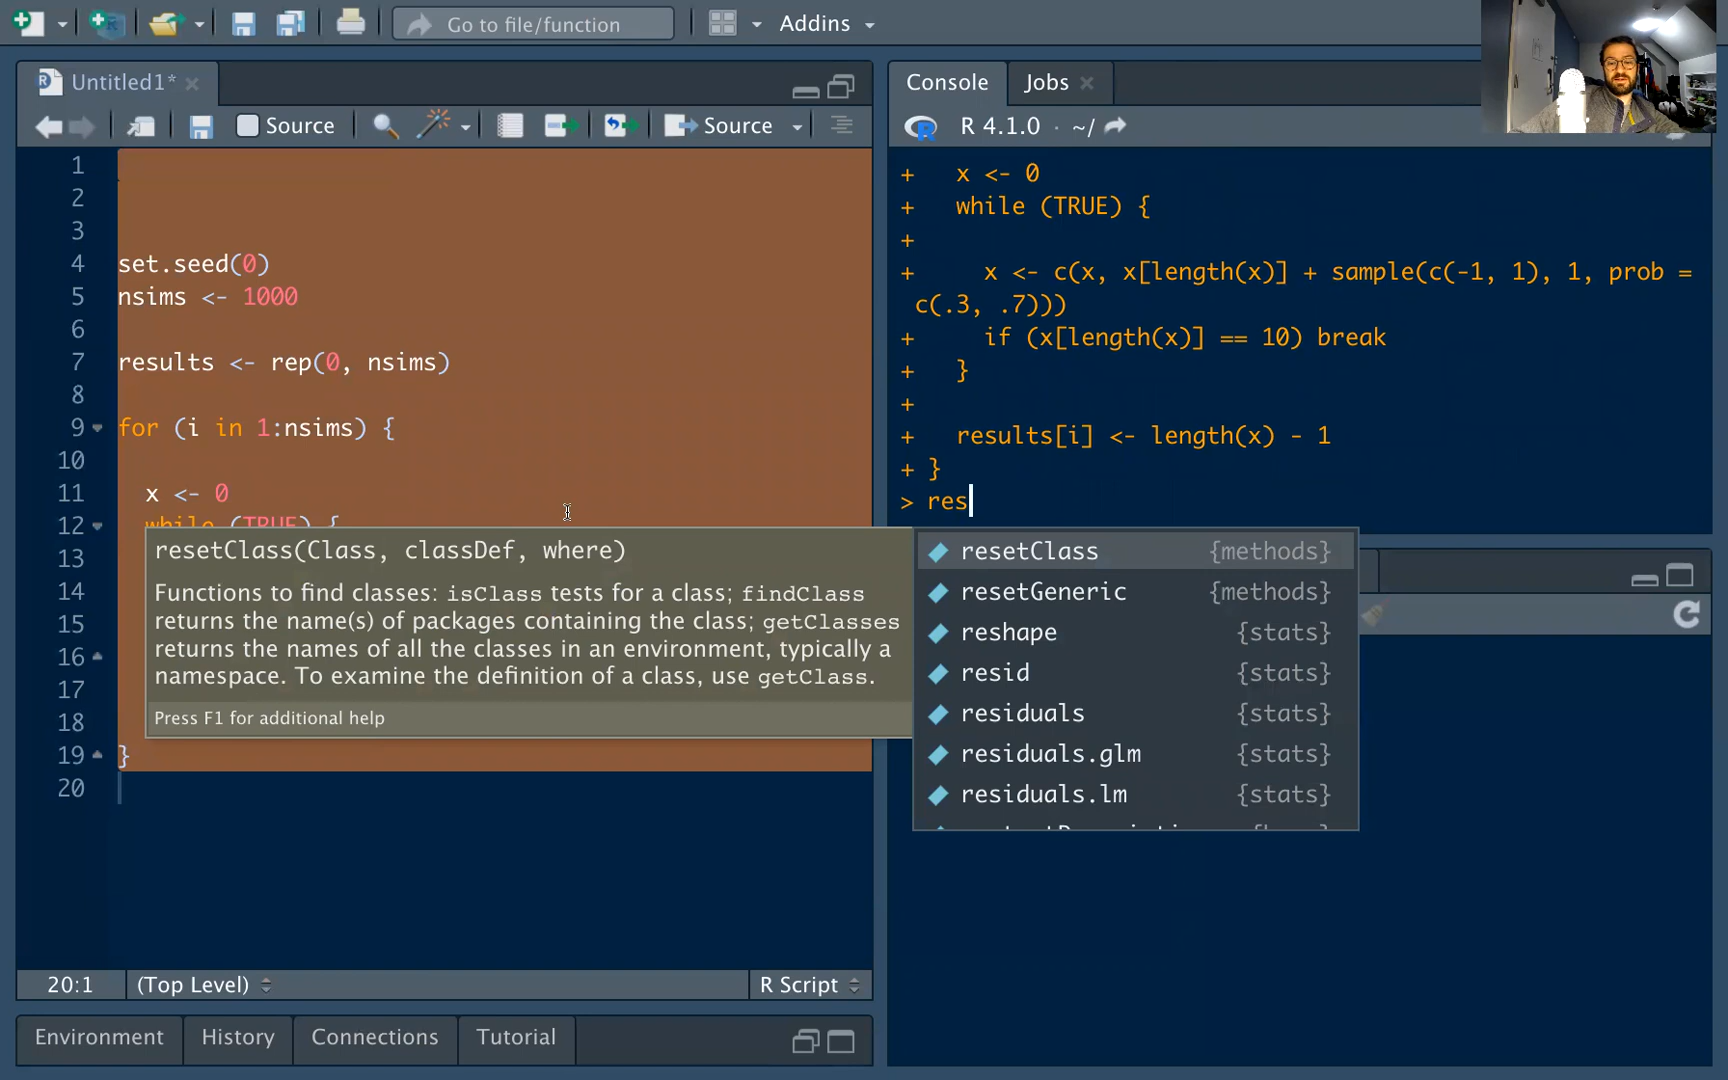 Go to file/function
Addins
Untitled1*
Source
Source
1
2
3
4 set.seed(0)
5 nsims <- 1000
6
7 results <- rep(0, nsims)
8
9 for (i in 1:nsims) {
10
11 x <- 0
12 while (TRUE) {
13
14
15
16
17
18
19 }
20
resetClass(Class, classDef, where)
Functions to find classes: isClass tests for a class; findClass
returns the name(s) of packages containing the class; getClasses
returns the names of all the classes in an environment, typically a
namespace. To examine the definition of a class, use getClass.
Press F1 for additional help
20:1 (Top Level) R Script
Environment History Connections Tutorial
Console Jobs
R 4.1.0 · ~/
+ x <- 0
+ while (TRUE) {
+
+ x <- c(x, x[length(x)] + sample(c(-1, 1), 1, prob =
c(.3, .7)))
+ if (x[length(x)] == 10) break
+ }
+
+ results[i] <- length(x) - 1
+ }
> res
resetClass {methods}
resetGeneric {methods}
reshape {stats}
resid {stats}
residuals {stats}
residuals.glm {stats}
residuals.lm {stats}